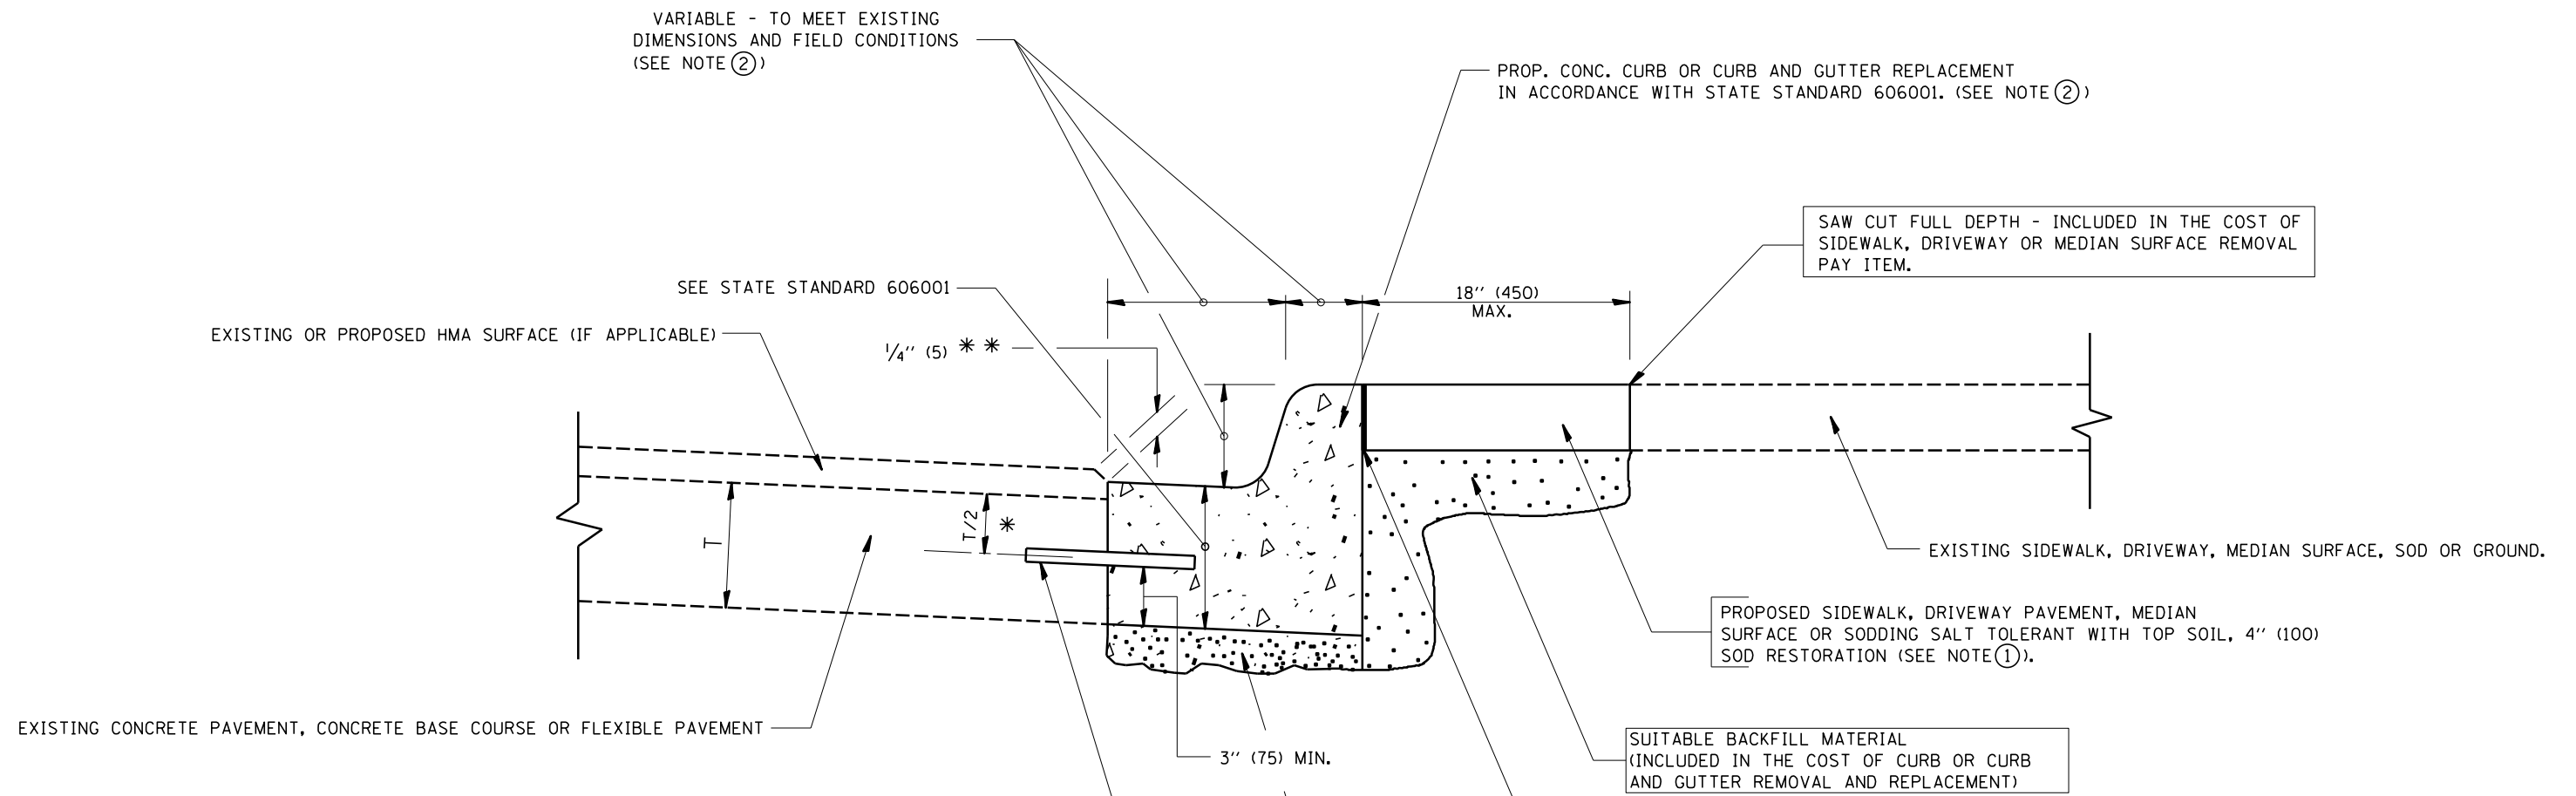 VARIABLE - TO MEET EXISTING
DIMENSIONS AND FIELD CONDITIONS
(SEE NOTE 2)
PROP. CONC. CURB OR CURB AND GUTTER REPLACEMENT
IN ACCORDANCE WITH STATE STANDARD 606001. (SEE NOTE 2)
SAW CUT FULL DEPTH - INCLUDED IN THE COST OF
SIDEWALK, DRIVEWAY OR MEDIAN SURFACE REMOVAL
PAY ITEM.
SEE STATE STANDARD 606001
18" (450)
MAX.
EXISTING OR PROPOSED HMA SURFACE (IF APPLICABLE)
1/4" (5) * *
T
T/2
*
EXISTING SIDEWALK, DRIVEWAY, MEDIAN SURFACE, SOD OR GROUND.
PROPOSED SIDEWALK, DRIVEWAY PAVEMENT, MEDIAN
SURFACE OR SODDING SALT TOLERANT WITH TOP SOIL, 4" (100)
SOD RESTORATION (SEE NOTE 1).
EXISTING CONCRETE PAVEMENT, CONCRETE BASE COURSE OR FLEXIBLE PAVEMENT
3" (75) MIN.
SUITABLE BACKFILL MATERIAL
(INCLUDED IN THE COST OF CURB OR CURB
AND GUTTER REMOVAL AND REPLACEMENT)